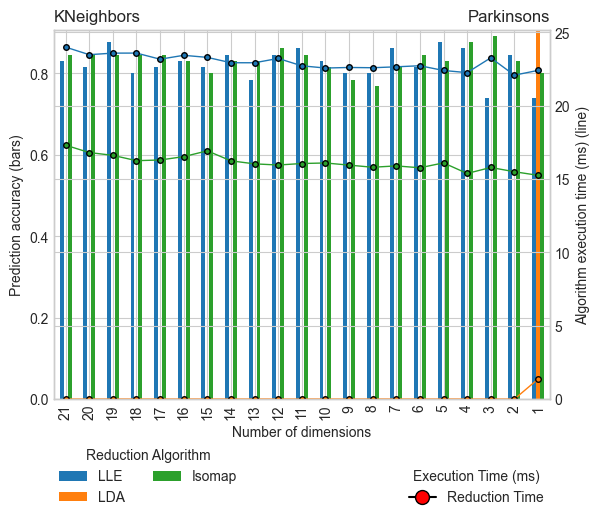 KNeighbors Parkinsons
0.8
0.6
0.4
0.2
0.0
Prediction accuracy (bars)
25
20
15
10
5
0
Algorithm execution time (ms) (line)
21 20 19 18 17 16 15 14 13 12 11 10 9 8 7 6 5 4 3 2 1
Number of dimensions
Reduction Algorithm
LLE Isomap
LDA
Execution Time (ms)
Reduction Time